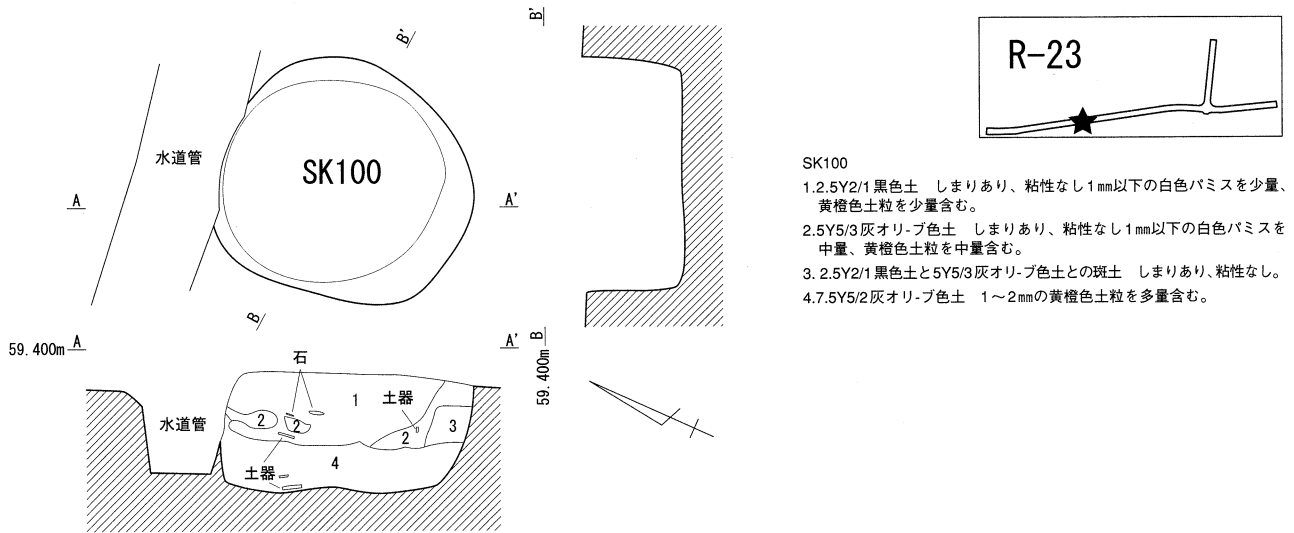 B'
B'
R-23
水道管
SK100
A
A'
B
SK100
1.2.5Y2/1黒色土　しまりあり、粘性なし1㎜以下の白色パミスを少量、
黄橙色土粒を少量含む。
2.5Y5/3灰オリ-ブ色土　しまりあり、粘性なし1㎜以下の白色パミスを
中量、黄橙色土粒を中量含む。
3. 2.5Y2/1黒色土と5Y5/3灰オリ-ブ色土との斑土　しまりあり、粘性なし。
4.7.5Y5/2灰オリ-ブ色土　1～2㎜の黄橙色土粒を多量含む。
59.400m A
A'
B
59.400m
石
1
土器
水道管
2
2
2
3
土器
4